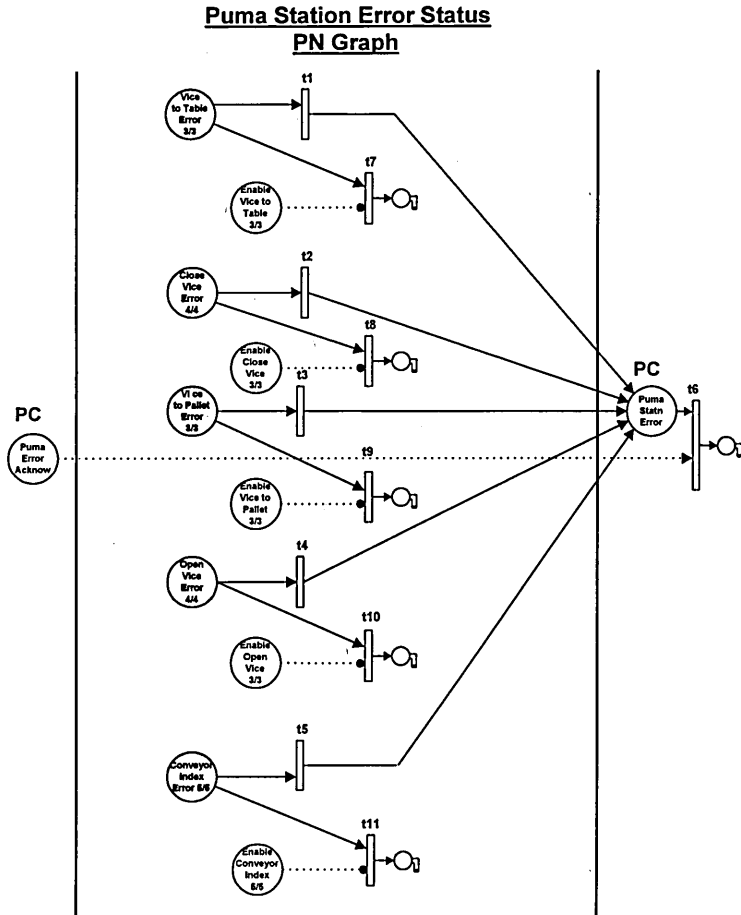 Puma Station Error Status
PN Graph
t1
Vice
to Table
Error
3/3
t7
Enable
Vice to
Table
3/3
t2
Close
Vice
Error
4/4
t8
Enable
Close
Vice
3/3
t3
Vice
to Pallet
Error
3/3
PC
Puma
Error
Acknow
PC
Puma
Statn
Error
t6
t9
Enable
Vice to
Pallet
3/3
t4
Open
Vice
Error
4/4
t10
Enable
Open
Vice
3/3
t5
Conveyor
Index
Error 5/5
t11
Enable
Conveyor
Index
5/5